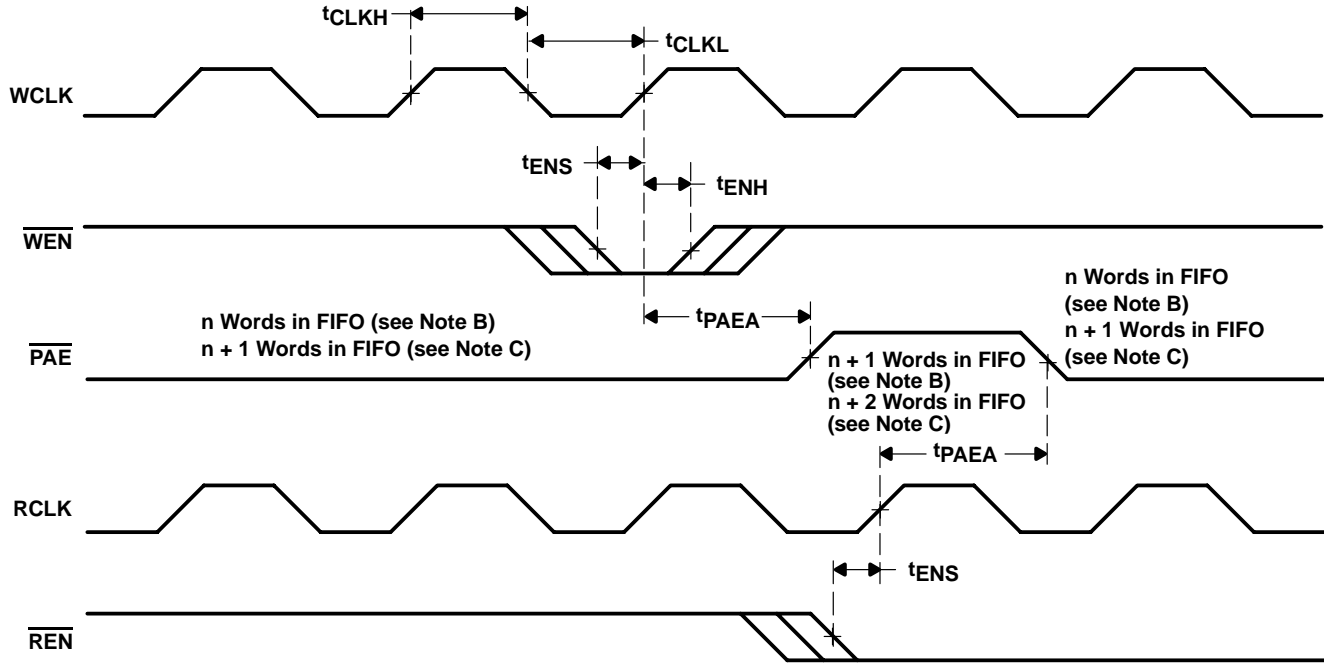 tCLKH
tCLKL
WCLK
tENS
tENH
WEN
n Words in FIFO
(see Note B)
n + 1 Words in FIFO
(see Note C)
tPAEA
n Words in FIFO (see Note B)
n + 1 Words in FIFO (see Note C)
PAE
n + 1 Words in FIFO
(see Note B)
n + 2 Words in FIFO
(see Note C)
tPAEA
RCLK
tENS
REN